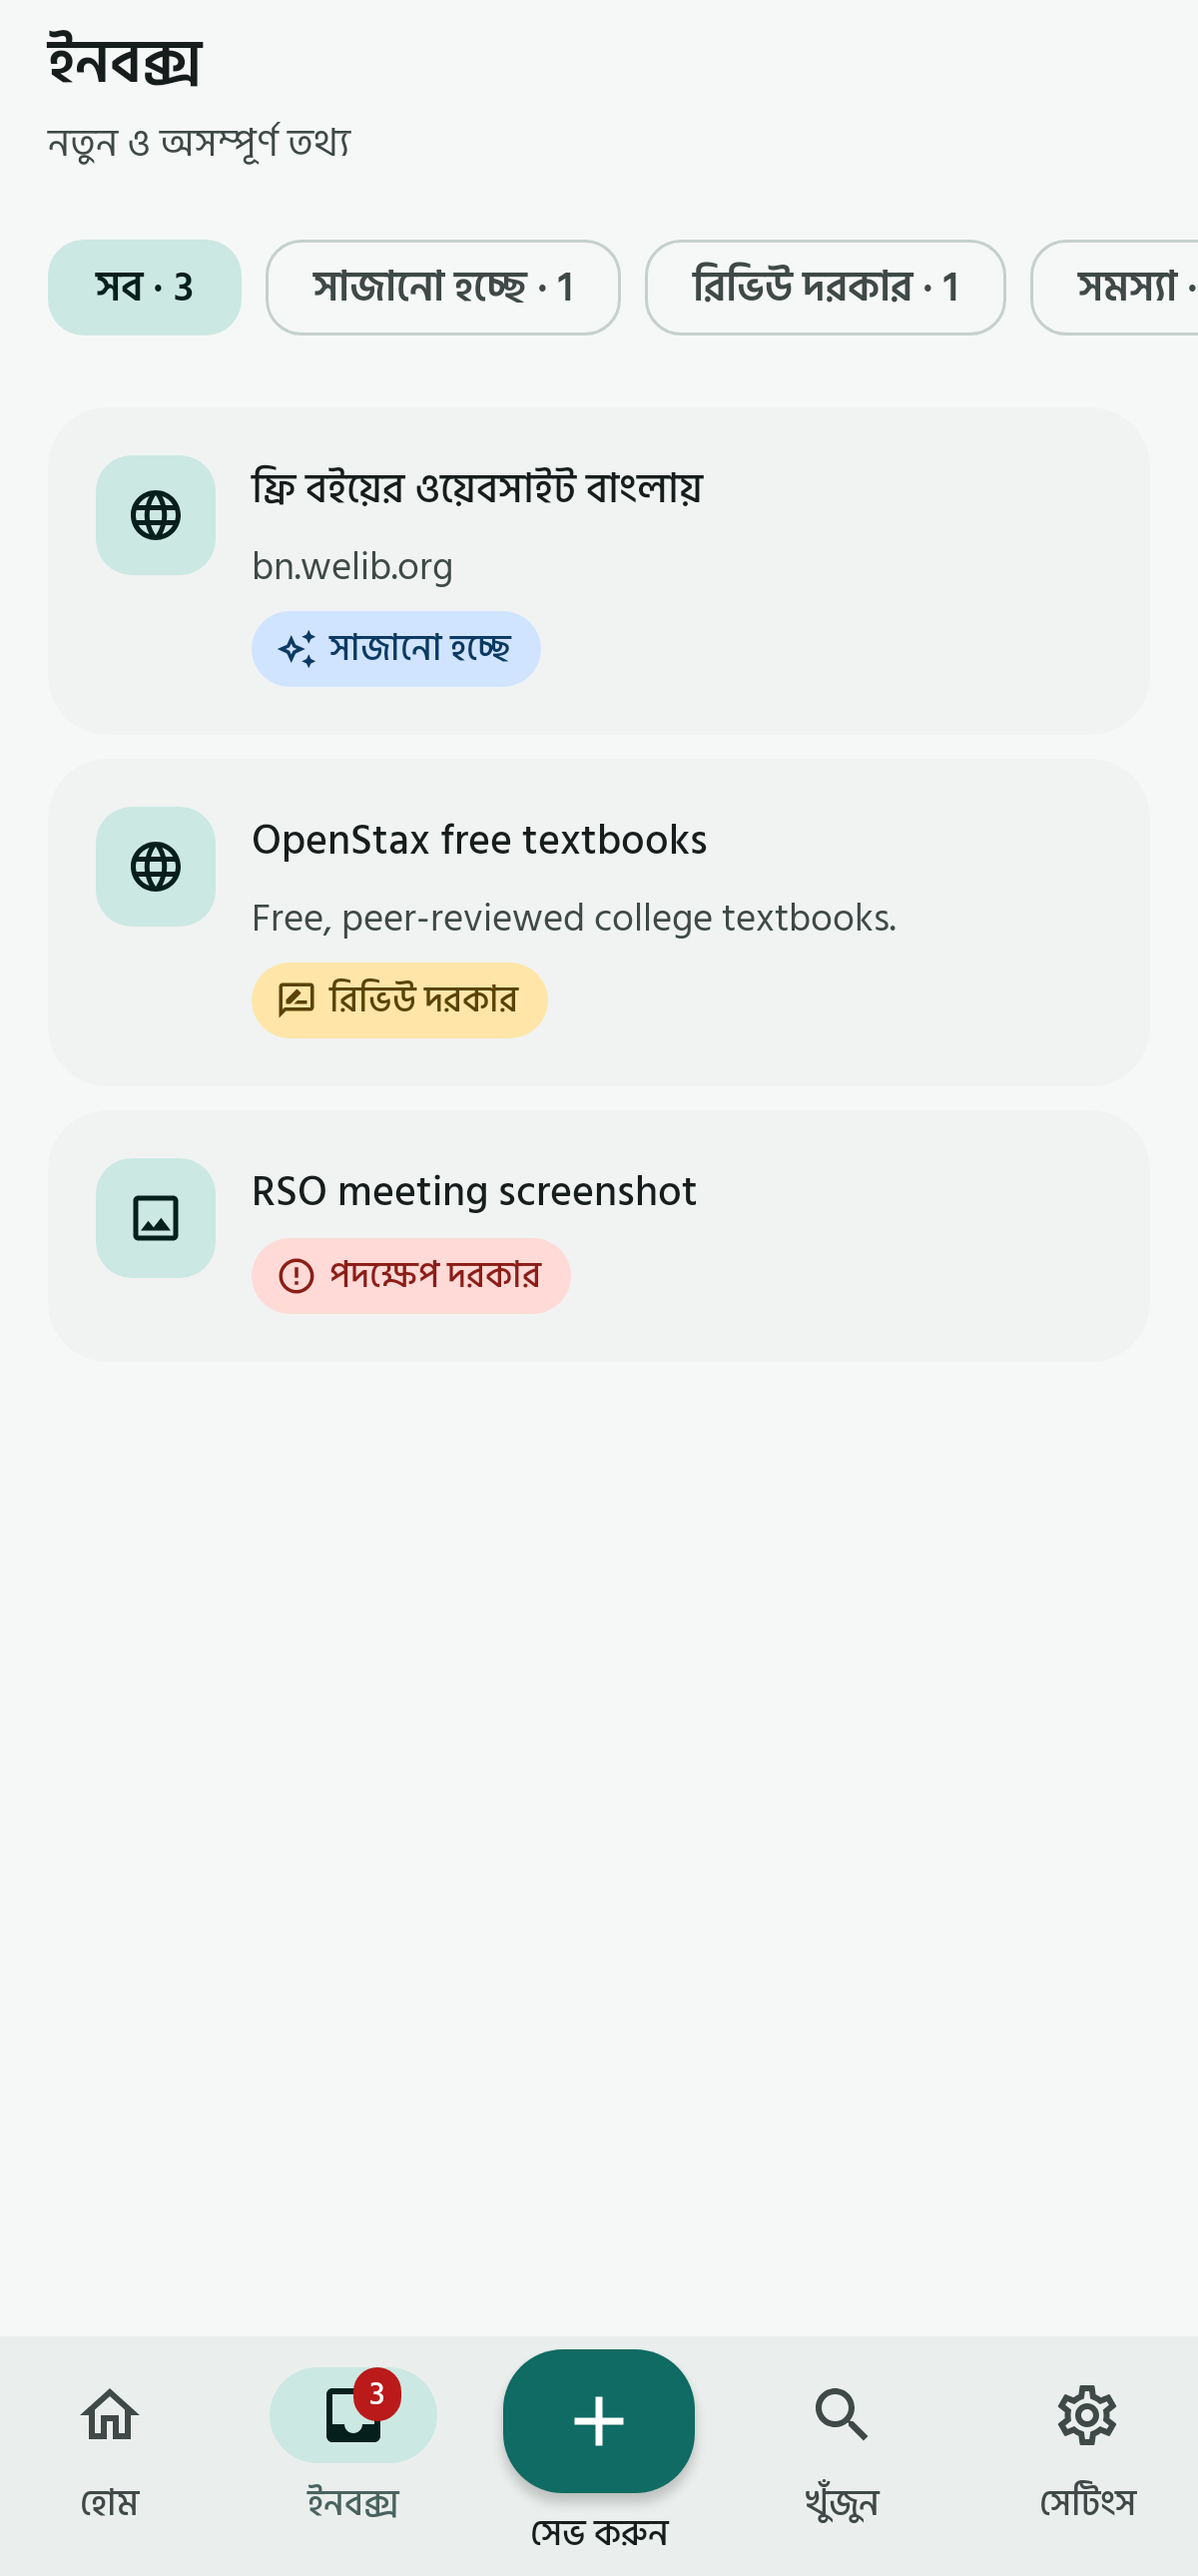 ইনবক্স
নতুন ও অসম্পূর্ণ তথ্য
সব · 3
সাজানো হচ্ছে · 1
রিভিউ দরকার · 1
সমস্যা ·
ফ্রি বইয়ের ওয়েবসাইট বাংলায়
bn.welib.org
সাজানো হচ্ছে
OpenStax free textbooks
Free, peer-reviewed college textbooks.
রিভিউ দরকার
RSO meeting screenshot
পদক্ষেপ দরকার
3
হোম
ইনবক্স
সেভ করুন
খুঁজুন
সেটিংস